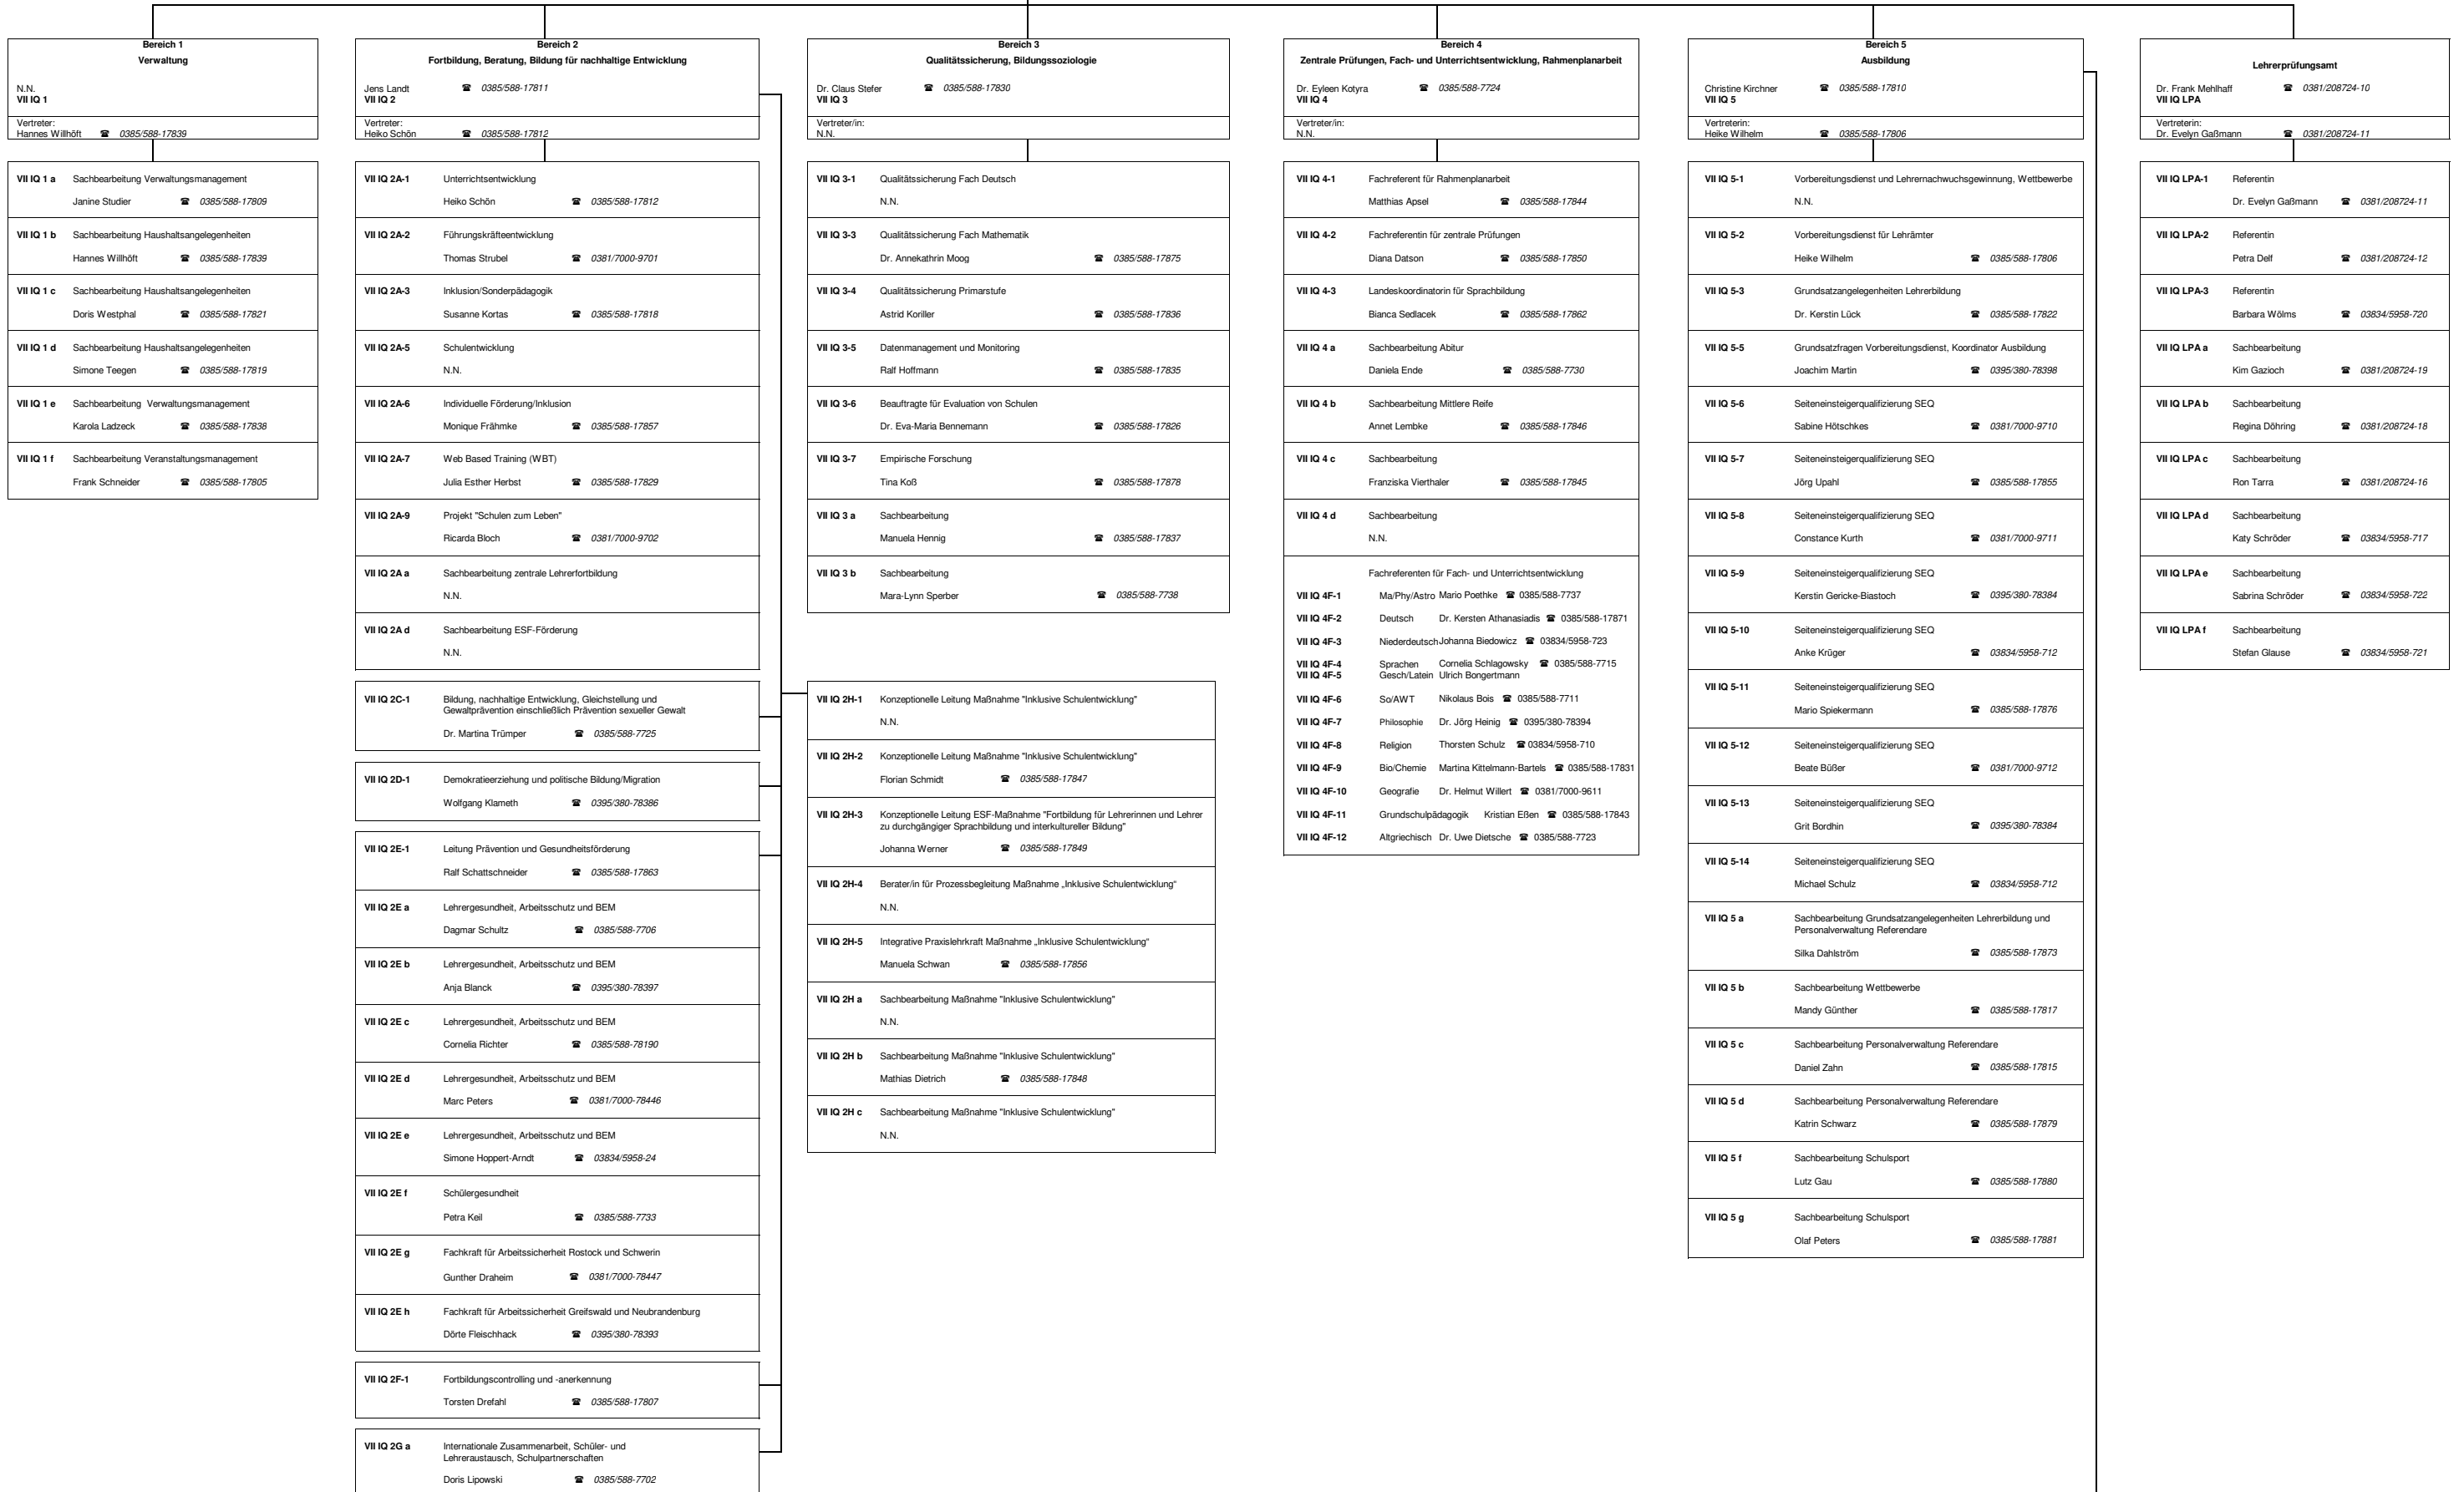 Bereich 1
Verwaltung
N.N.
VII IQ 1
Vertreter:
Hannes Willhöft ☎ 0385/588-17839
VII IQ 1 a Sachbearbeitung Verwaltungsmanagement
Janine Studier ☎ 0385/588-17809
VII IQ 1 b Sachbearbeitung Haushaltsangelegenheiten
Hannes Willhöft ☎ 0385/588-17839
VII IQ 1 c Sachbearbeitung Haushaltsangelegenheiten
Doris Westphal ☎ 0385/588-17821
VII IQ 1 d Sachbearbeitung Haushaltsangelegenheiten
Simone Teegen ☎ 0385/588-17819
VII IQ 1 e Sachbearbeitung Verwaltungsmanagement
Karola Ladzeck ☎ 0385/588-17838
VII IQ 1 f Sachbearbeitung Veranstaltungsmanagement
Frank Schneider ☎ 0385/588-17805
Bereich 2
Fortbildung, Beratung, Bildung für nachhaltige Entwicklung
Jens Landt ☎ 0385/588-17811
VII IQ 2
Vertreter:
Heiko Schön ☎ 0385/588-17812
VII IQ 2A-1 Unterrichtsentwicklung
Heiko Schön ☎ 0385/588-17812
VII IQ 2A-2 Führungskräfteentwicklung
Thomas Strubel ☎ 0381/7000-9701
VII IQ 2A-3 Inklusion/Sonderpädagogik
Susanne Kortas ☎ 0385/588-17818
VII IQ 2A-5 Schulentwicklung
N.N.
VII IQ 2A-6 Individuelle Förderung/Inklusion
Monique Frähmke ☎ 0385/588-17857
VII IQ 2A-7 Web Based Training (WBT)
Julia Esther Herbst ☎ 0385/588-17829
VII IQ 2A-9 Projekt "Schulen zum Leben"
Ricarda Bloch ☎ 0381/7000-9702
VII IQ 2A a Sachbearbeitung zentrale Lehrerfortbildung
N.N.
VII IQ 2A d Sachbearbeitung ESF-Förderung
N.N.
VII IQ 2C-1 Bildung, nachhaltige Entwicklung, Gleichstellung und
Gewaltprävention einschließlich Prävention sexueller Gewalt
Dr. Martina Trümper ☎ 0385/588-7725
VII IQ 2D-1 Demokratieerziehung und politische Bildung/Migration
Wolfgang Klameth ☎ 0395/380-78386
VII IQ 2E-1 Leitung Prävention und Gesundheitsförderung
Ralf Schattschneider ☎ 0385/588-17863
VII IQ 2E a Lehrergesundheit, Arbeitsschutz und BEM
Dagmar Schultz ☎ 0385/588-7706
VII IQ 2E b Lehrergesundheit, Arbeitsschutz und BEM
Anja Blanck ☎ 0395/380-78397
VII IQ 2E c Lehrergesundheit, Arbeitsschutz und BEM
Cornelia Richter ☎ 0385/588-78190
VII IQ 2E d Lehrergesundheit, Arbeitsschutz und BEM
Marc Peters ☎ 0381/7000-78446
VII IQ 2E e Lehrergesundheit, Arbeitsschutz und BEM
Simone Hoppert-Arndt ☎ 03834/5958-24
VII IQ 2E f Schülergesundheit
Petra Keil ☎ 0385/588-7733
VII IQ 2E g Fachkraft für Arbeitssicherheit Rostock und Schwerin
Gunther Draheim ☎ 0381/7000-78447
VII IQ 2E h Fachkraft für Arbeitssicherheit Greifswald und Neubrandenburg
Dörte Fleischhack ☎ 0395/380-78393
VII IQ 2F-1 Fortbildungscontrolling und -anerkennung
Torsten Drefahl ☎ 0385/588-17807
VII IQ 2G a Internationale Zusammenarbeit, Schüler- und
Lehreraustausch, Schulpartnerschaften
Doris Lipowski ☎ 0385/588-7702
Bereich 3
Qualitätssicherung, Bildungssoziologie
Dr. Claus Stefer ☎ 0385/588-17830
VII IQ 3
Vertreter/in:
N.N.
VII IQ 3-1 Qualitätssicherung Fach Deutsch
N.N.
VII IQ 3-3 Qualitätssicherung Fach Mathematik
Dr. Annekathrin Moog ☎ 0385/588-17875
VII IQ 3-4 Qualitätssicherung Primarstufe
Astrid Koriller ☎ 0385/588-17836
VII IQ 3-5 Datenmanagement und Monitoring
Ralf Hoffmann ☎ 0385/588-17835
VII IQ 3-6 Beauftragte für Evaluation von Schulen
Dr. Eva-Maria Bennemann ☎ 0385/588-17826
VII IQ 3-7 Empirische Forschung
Tina Koß ☎ 0385/588-17878
VII IQ 3 a Sachbearbeitung
Manuela Hennig ☎ 0385/588-17837
VII IQ 3 b Sachbearbeitung
Mara-Lynn Sperber ☎ 0385/588-7738
VII IQ 2H-1 Konzeptionelle Leitung Maßnahme "Inklusive Schulentwicklung"
N.N.
VII IQ 2H-2 Konzeptionelle Leitung Maßnahme "Inklusive Schulentwicklung"
Florian Schmidt ☎ 0385/588-17847
VII IQ 2H-3 Konzeptionelle Leitung ESF-Maßnahme "Fortbildung für Lehrerinnen und Lehrer
zu durchgängiger Sprachbildung und interkultureller Bildung"
Johanna Werner ☎ 0385/588-17849
VII IQ 2H-4 Berater/in für Prozessbegleitung Maßnahme „Inklusive Schulentwicklung“
N.N.
VII IQ 2H-5 Integrative Praxislehrkraft Maßnahme „Inklusive Schulentwicklung“
Manuela Schwan ☎ 0385/588-17856
VII IQ 2H a Sachbearbeitung Maßnahme "Inklusive Schulentwicklung"
N.N.
VII IQ 2H b Sachbearbeitung Maßnahme "Inklusive Schulentwicklung"
Mathias Dietrich ☎ 0385/588-17848
VII IQ 2H c Sachbearbeitung Maßnahme "Inklusive Schulentwicklung"
N.N.
Bereich 4
Zentrale Prüfungen, Fach- und Unterrichtsentwicklung, Rahmenplanarbeit
Dr. Eyleen Kotyra ☎ 0385/588-7724
VII IQ 4
Vertreter/in:
N.N.
VII IQ 4-1 Fachreferent für Rahmenplanarbeit
Matthias Apsel ☎ 0385/588-17844
VII IQ 4-2 Fachreferentin für zentrale Prüfungen
Diana Datson ☎ 0385/588-17850
VII IQ 4-3 Landeskoordinatorin für Sprachbildung
Bianca Sedlacek ☎ 0385/588-17862
VII IQ 4 a Sachbearbeitung Abitur
Daniela Ende ☎ 0385/588-7730
VII IQ 4 b Sachbearbeitung Mittlere Reife
Annet Lembke ☎ 0385/588-17846
VII IQ 4 c Sachbearbeitung
Franziska Vierthaler ☎ 0385/588-17845
VII IQ 4 d Sachbearbeitung
N.N.
Fachreferenten für Fach- und Unterrichtsentwicklung
VII IQ 4F-1 Ma/Phy/Astro Mario Poethke ☎ 0385/588-7737
VII IQ 4F-2 Deutsch Dr. Kersten Athanasiadis ☎ 0385/588-17871
VII IQ 4F-3 Niederdeutsch Johanna Biedowicz ☎ 03834/5958-723
VII IQ 4F-4 Sprachen Cornelia Schlagowsky ☎ 0385/588-7715
VII IQ 4F-5 Gesch/Latein Ulrich Bongertmann
VII IQ 4F-6 So/AWT Nikolaus Bois ☎ 0385/588-7711
VII IQ 4F-7 Philosophie Dr. Jörg Heinig ☎ 0395/380-78394
VII IQ 4F-8 Religion Thorsten Schulz ☎ 03834/5958-710
VII IQ 4F-9 Bio/Chemie Martina Kittelmann-Bartels ☎ 0385/588-17831
VII IQ 4F-10 Geografie Dr. Helmut Willert ☎ 0381/7000-9611
VII IQ 4F-11 Grundschulpädagogik Kristian Eßen ☎ 0385/588-17843
VII IQ 4F-12 Altgriechisch Dr. Uwe Dietsche ☎ 0385/588-7723
Bereich 5
Ausbildung
Christine Kirchner ☎ 0385/588-17810
VII IQ 5
Vertreterin:
Heike Wilhelm ☎ 0385/588-17806
VII IQ 5-1 Vorbereitungsdienst und Lehrernachwuchsgewinnung, Wettbewerbe
N.N.
VII IQ 5-2 Vorbereitungsdienst für Lehrämter
Heike Wilhelm ☎ 0385/588-17806
VII IQ 5-3 Grundsatzangelegenheiten Lehrerbildung
Dr. Kerstin Lück ☎ 0385/588-17822
VII IQ 5-5 Grundsatzfragen Vorbereitungsdienst, Koordinator Ausbildung
Joachim Martin ☎ 0395/380-78398
VII IQ 5-6 Seiteneinsteigerqualifizierung SEQ
Sabine Hötschkes ☎ 0381/7000-9710
VII IQ 5-7 Seiteneinsteigerqualifizierung SEQ
Jörg Upahl ☎ 0385/588-17855
VII IQ 5-8 Seiteneinsteigerqualifizierung SEQ
Constance Kurth ☎ 0381/7000-9711
VII IQ 5-9 Seiteneinsteigerqualifizierung SEQ
Kerstin Gericke-Biastoch ☎ 0395/380-78384
VII IQ 5-10 Seiteneinsteigerqualifizierung SEQ
Anke Krüger ☎ 03834/5958-712
VII IQ 5-11 Seiteneinsteigerqualifizierung SEQ
Mario Spiekermann ☎ 0385/588-17876
VII IQ 5-12 Seiteneinsteigerqualifizierung SEQ
Beate Büßer ☎ 0381/7000-9712
VII IQ 5-13 Seiteneinsteigerqualifizierung SEQ
Grit Bordhin ☎ 0395/380-78384
VII IQ 5-14 Seiteneinsteigerqualifizierung SEQ
Michael Schulz ☎ 03834/5958-712
VII IQ 5 a Sachbearbeitung Grundsatzangelegenheiten Lehrerbildung und
Personalverwaltung Referendare
Silka Dahlström ☎ 0385/588-17873
VII IQ 5 b Sachbearbeitung Wettbewerbe
Mandy Günther ☎ 0385/588-17817
VII IQ 5 c Sachbearbeitung Personalverwaltung Referendare
Daniel Zahn ☎ 0385/588-17815
VII IQ 5 d Sachbearbeitung Personalverwaltung Referendare
Katrin Schwarz ☎ 0385/588-17879
VII IQ 5 f Sachbearbeitung Schulsport
Lutz Gau ☎ 0385/588-17880
VII IQ 5 g Sachbearbeitung Schulsport
Olaf Peters ☎ 0385/588-17881
Lehrerprüfungsamt
Dr. Frank Mehlhaff ☎ 0381/208724-10
VII IQ LPA
Vertreterin:
Dr. Evelyn Gaßmann ☎ 0381/208724-11
VII IQ LPA-1 Referentin
Dr. Evelyn Gaßmann ☎ 0381/208724-11
VII IQ LPA-2 Referentin
Petra Delf ☎ 0381/208724-12
VII IQ LPA-3 Referentin
Barbara Wölms ☎ 03834/5958-720
VII IQ LPA a Sachbearbeitung
Kim Gazioch ☎ 0381/208724-19
VII IQ LPA b Sachbearbeitung
Regina Döhring ☎ 0381/208724-18
VII IQ LPA c Sachbearbeitung
Ron Tarra ☎ 0381/208724-16
VII IQ LPA d Sachbearbeitung
Katy Schröder ☎ 03834/5958-717
VII IQ LPA e Sachbearbeitung
Sabrina Schröder ☎ 03834/5958-722
VII IQ LPA f Sachbearbeitung
Stefan Glause ☎ 03834/5958-721